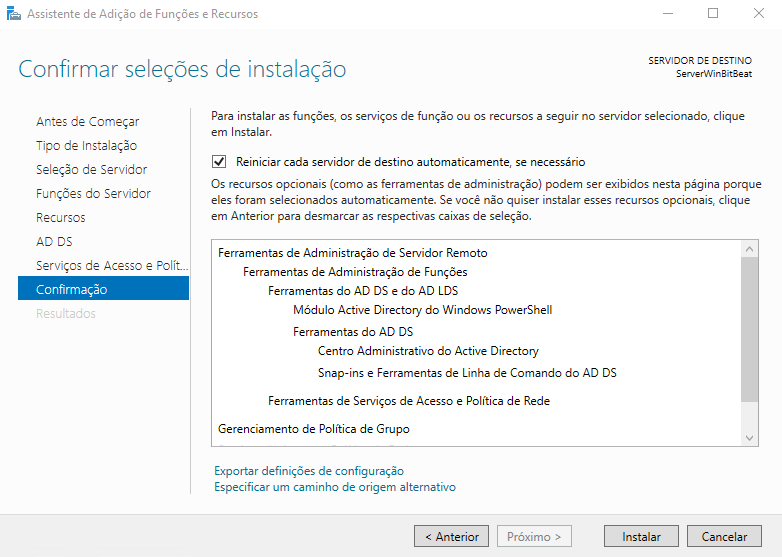 Assistente de Adição de Funções e Recursos
Confirmar seleções de instalação
SERVIDOR DE DESTINO
ServerWinBitBeat
Antes de Começar
Tipo de Instalação
Seleção de Servidor
Funções do Servidor
Recursos
AD DS
Serviços de Acesso e Polít...
Confirmação
Resultados
Para instalar as funções, os serviços de função ou os recursos a seguir no servidor selecionado, clique
em Instalar.
Reiniciar cada servidor de destino automaticamente, se necessário
Os recursos opcionais (como as ferramentas de administração) podem ser exibidos nesta página porque
eles foram selecionados automaticamente. Se você não quiser instalar esses recursos opcionais, clique
em Anterior para desmarcar as respectivas caixas de seleção.
Ferramentas de Administração de Servidor Remoto
Ferramentas de Administração de Funções
Ferramentas do AD DS e do AD LDS
Módulo Active Directory do Windows PowerShell
Ferramentas do AD DS
Centro Administrativo do Active Directory
Snap-ins e Ferramentas de Linha de Comando do AD DS
Ferramentas de Serviços de Acesso e Política de Rede
Gerenciamento de Política de Grupo
Exportar definições de configuração
Especificar um caminho de origem alternativo
< Anterior
Próximo >
Instalar
Cancelar